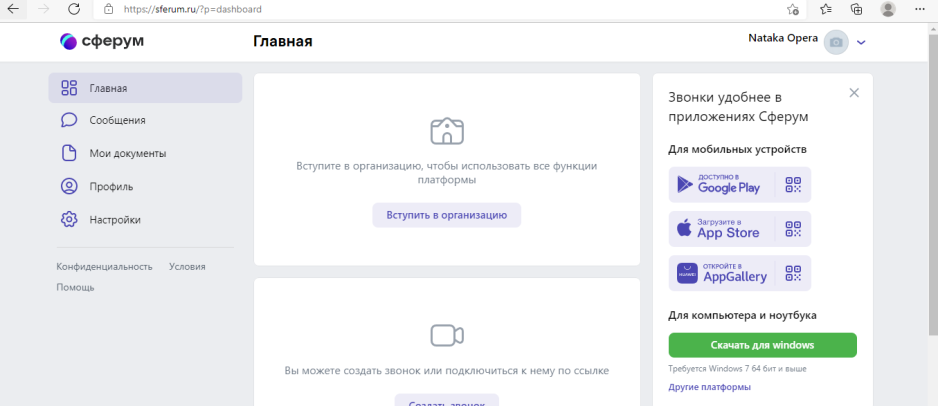 https://sferum.ru/?p=dashboard
сферум
Главная
Nataka Opera
Главная
Сообщения
Мои документы
Профиль
Настройки
Конфиденциальность Условия
Помощь
Вступите в организацию, чтобы использовать все функции
платформы
Вступить в организацию
Вы можете создать звонок или подключиться к нему по ссылке
Создать звонок
Звонки удобнее в
приложениях Сферум
Для мобильных устройств
ДОСТУПНО В
Google Play
Загрузите в
App Store
ОТКРОЙТЕ В
AppGallery
Для компьютера и ноутбука
Скачать для windows
Требуется Windows 7 64 бит и выше
Другие платформы